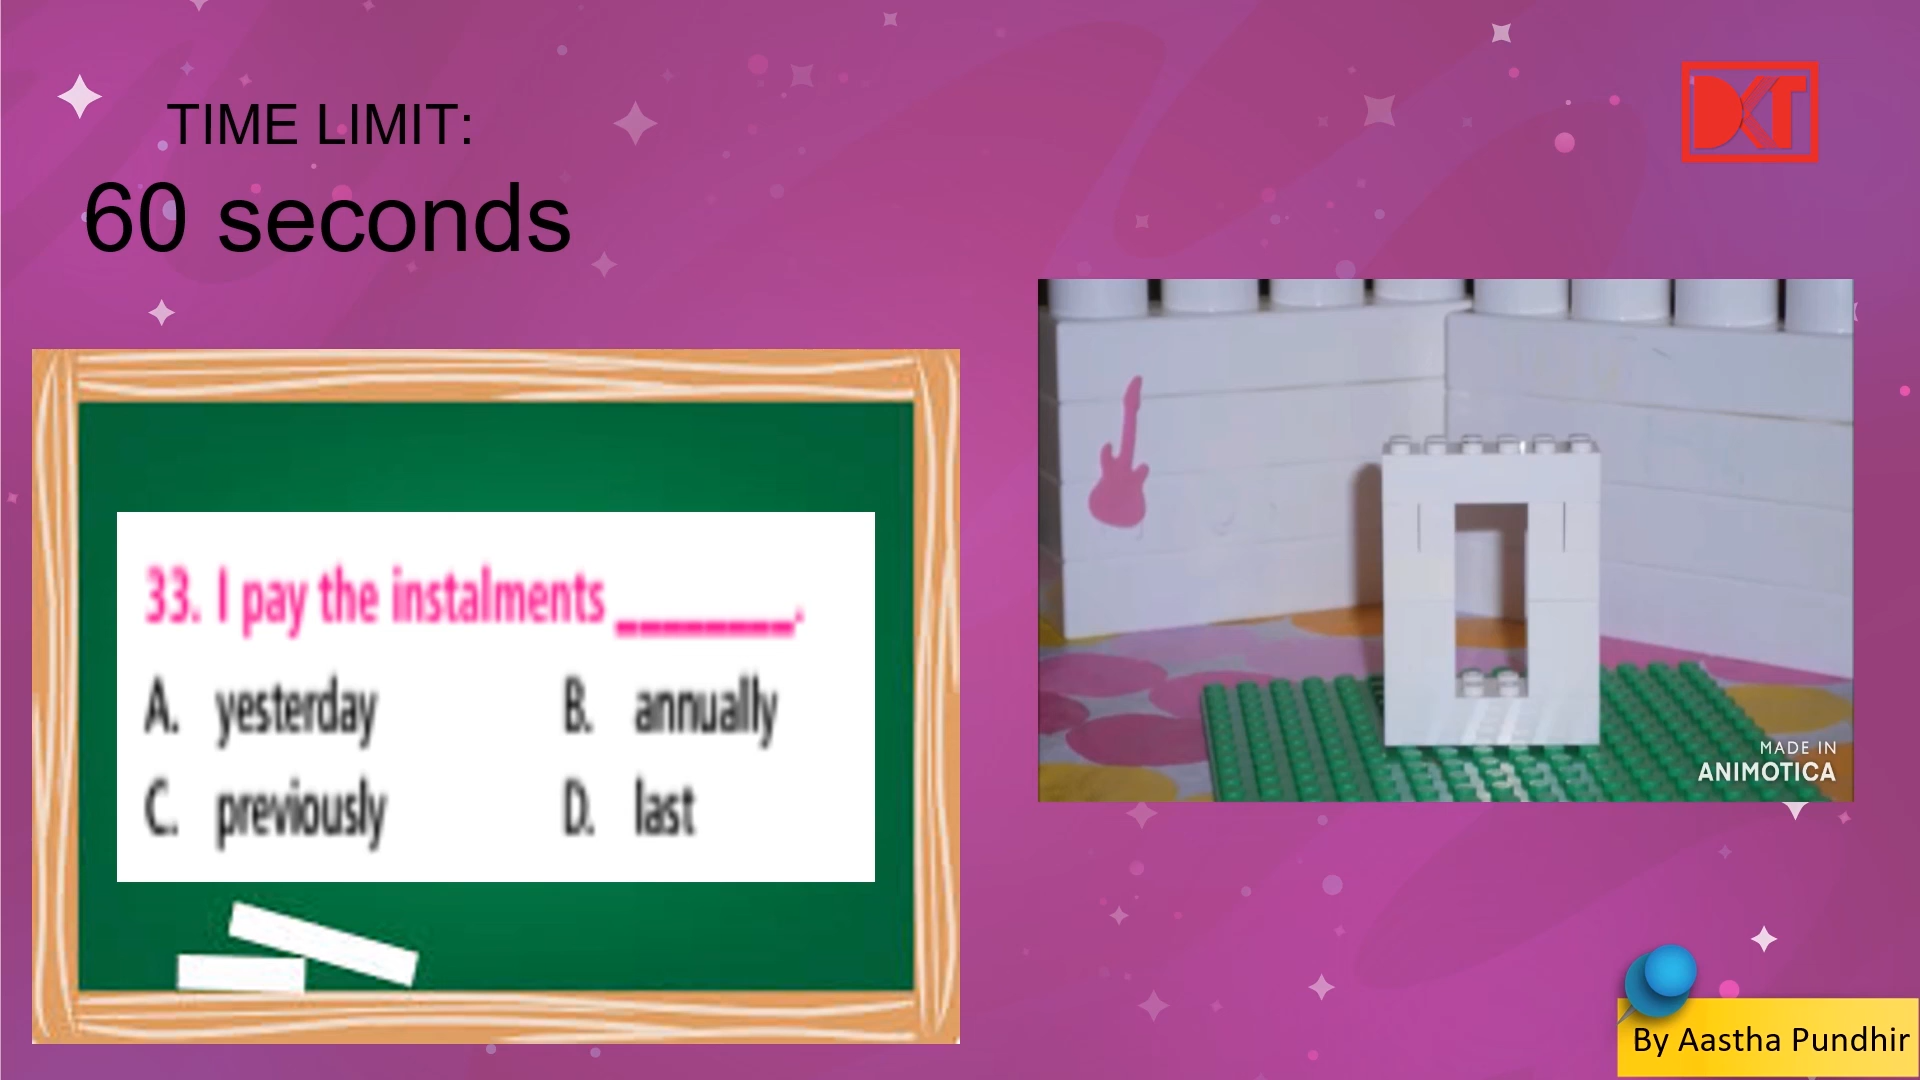 TIME LIMIT:
60 seconds
DKT
33. I pay the instalments ________.
A. yesterday B. annually
C. previously D. last
MADE IN
ANIMOTICA
By Aastha Pundhir